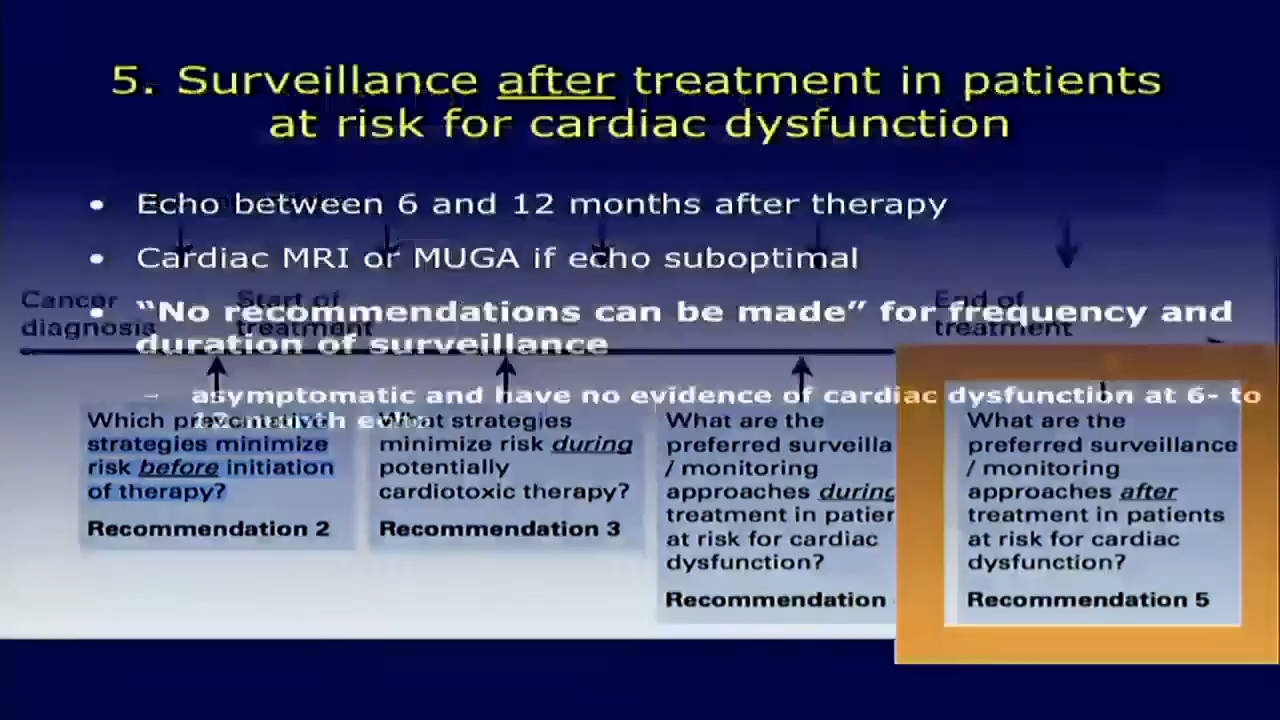 5. Surveillance after treatment in patients
at risk for cardiac dysfunction
• Echo between 6 and 12 months after therapy
• Cardiac MRI or MUGA if echo suboptimal
• “No recommendations can be made” for frequency and
duration of surveillance
– asymptomatic and have no evidence of cardiac dysfunction at 6- to
Cancer
diagnosis
Start of
treatment
End of
treatment
Which
strategies minimize
risk before initiation
of therapy?
Recommendation 2
What strategies
minimize risk during
potentially
cardiotoxic therapy?
Recommendation 3
What are the
preferred surveilla
/ monitoring
approaches during
treatment in patien
at risk for cardiac
dysfunction?
Recommendation
What are the
preferred surveillance
/ monitoring
approaches after
treatment in patients
at risk for cardiac
dysfunction?
Recommendation 5